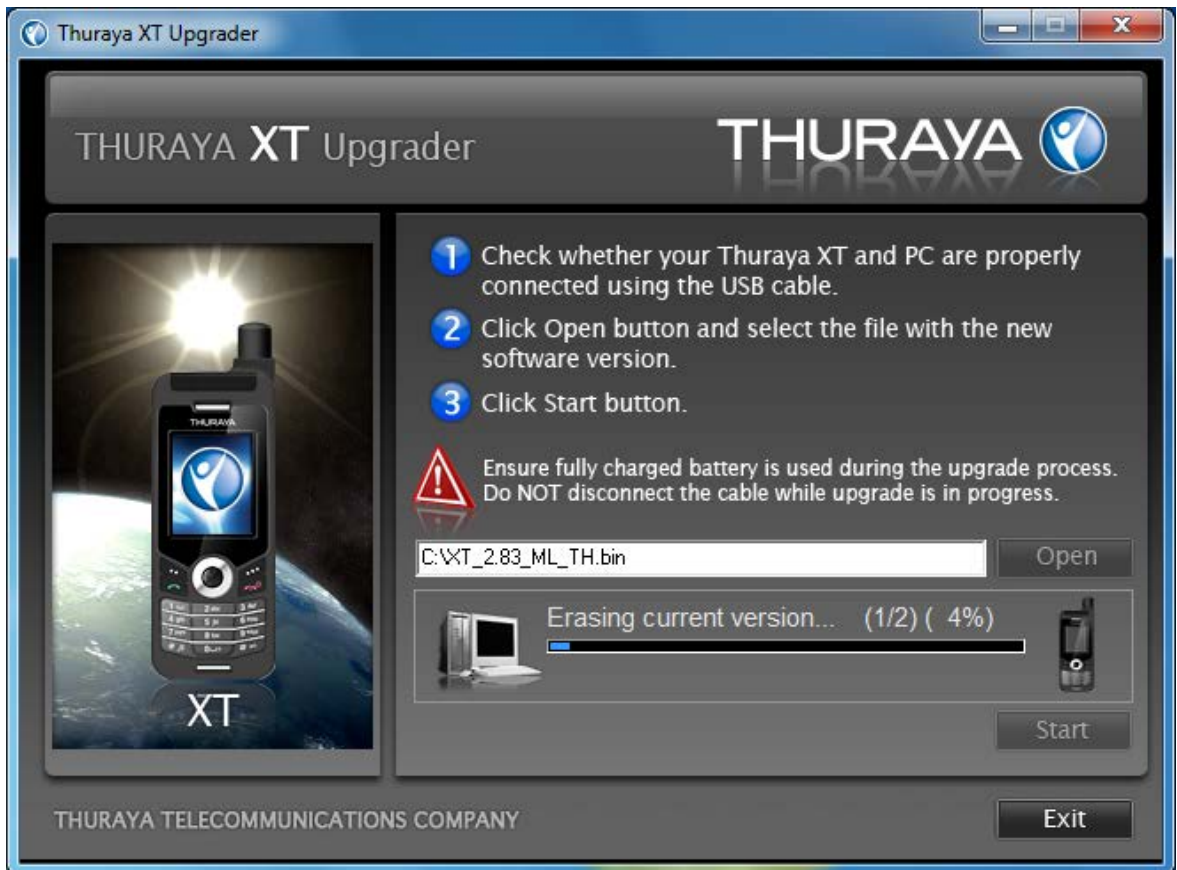 Thuraya XT Upgrader
THURAYA XT Upgrader
THURAYA
1 Check whether your Thuraya XT and PC are properly
connected using the USB cable.
2 Click Open button and select the file with the new
software version.
3 Click Start button.
Ensure fully charged battery is used during the upgrade process.
Do NOT disconnect the cable while upgrade is in progress.
C:\XT_2.83_ML_TH.bin
Open
Erasing current version... (1/2) ( 4%)
Start
THURAYA
XT
THURAYA TELECOMMUNICATIONS COMPANY
Exit